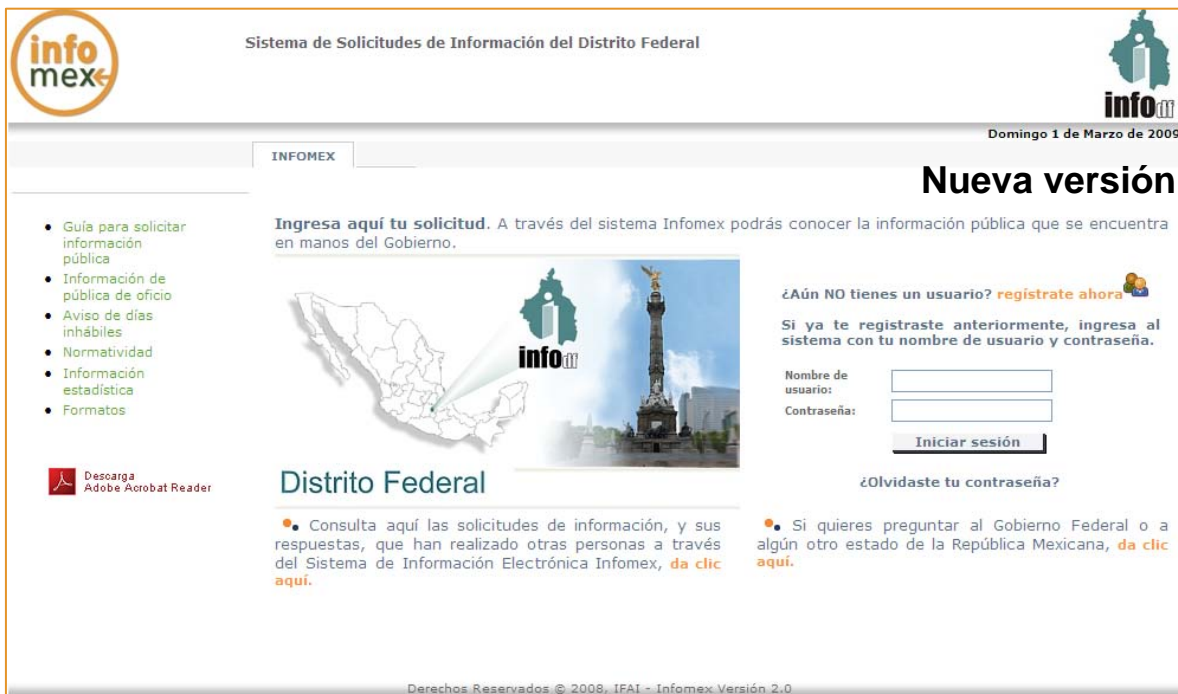 info
mex
Sistema de Solicitudes de Información del Distrito Federal
infodf
Domingo 1 de Marzo de 2009
INFOMEX
Nueva versión
Guía para solicitar
información
pública
Información de
pública de oficio
Aviso de días
inhábiles
Normatividad
Información
estadística
Formatos
Descarga
Adobe Acrobat Reader
Ingresa aquí tu solicitud. A través del sistema Infomex podrás conocer la información pública que se encuentra
en manos del Gobierno.
infodf
Distrito Federal
¿Aún NO tienes un usuario? regístrate ahora
Si ya te registraste anteriormente, ingresa al
sistema con tu nombre de usuario y contraseña.
Nombre de
usuario:
Contraseña:
Iniciar sesión
¿Olvidaste tu contraseña?
Consulta aquí las solicitudes de información, y sus
respuestas, que han realizado otras personas a través
del Sistema de Información Electrónica Infomex, da clic
aquí.
Si quieres preguntar al Gobierno Federal o a
algún otro estado de la República Mexicana, da clic
aquí.
Derechos Reservados © 2008, IFAI - Infomex Versión 2.0